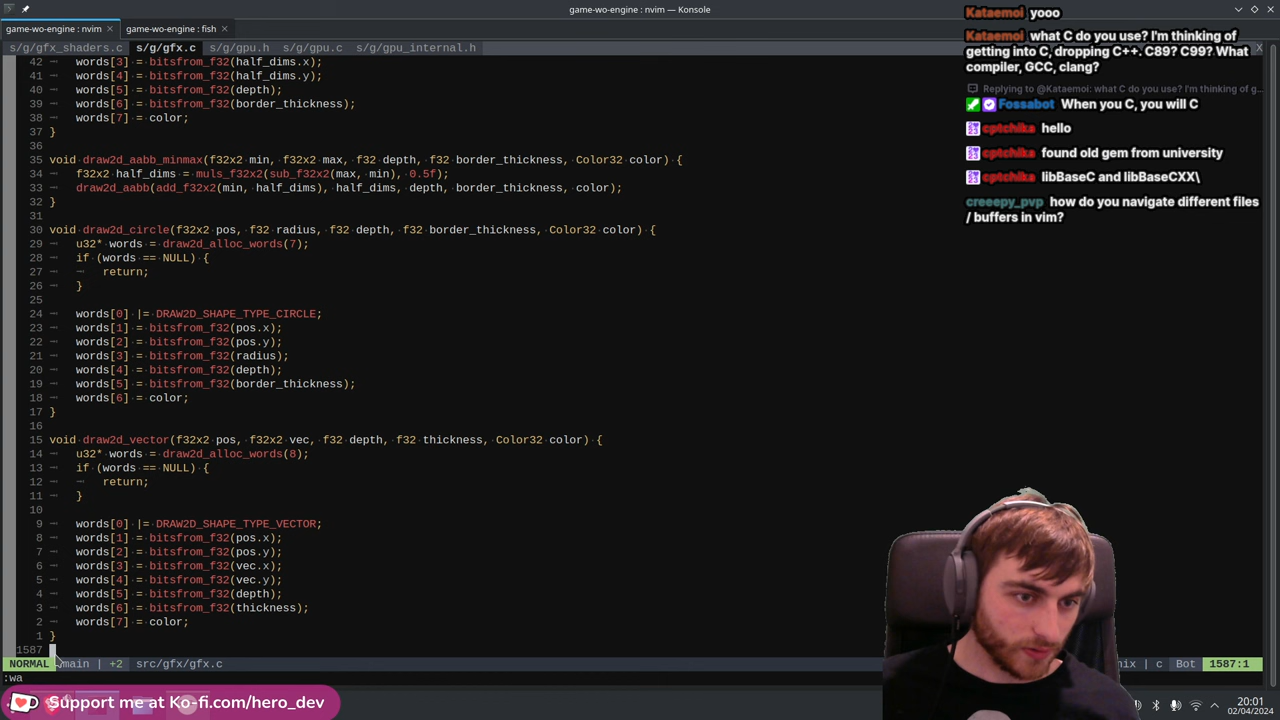 game-wo-engine : nvim — Konsole
game-wo-engine : nvim
game-wo-engine : fish
s/g/gfx_shaders.c s/g/gfx.c s/g/gpu.h s/g/gpu.c s/g/gpu_internal.h
42 words[3] = bitsfrom_f32(half_dims.x);
41 words[4] = bitsfrom_f32(half_dims.y);
40 words[5] = bitsfrom_f32(depth);
39 words[6] = bitsfrom_f32(border_thickness);
38 words[7] = color;
37 }
36
35 void draw2d_aabb_minmax(f32x2 min, f32x2 max, f32 depth, f32 border_thickness, Color32 color) {
34 f32x2 half_dims = muls_f32x2(sub_f32x2(max, min), 0.5f);
33 draw2d_aabb(add_f32x2(min, half_dims), half_dims, depth, border_thickness, color);
32 }
31
30 void draw2d_circle(f32x2 pos, f32 radius, f32 depth, f32 border_thickness, Color32 color) {
29 u32* words = draw2d_alloc_words(7);
28 if (words == NULL) {
27 return;
26 }
25
24 words[0] |= DRAW2D_SHAPE_TYPE_CIRCLE;
23 words[1] = bitsfrom_f32(pos.x);
22 words[2] = bitsfrom_f32(pos.y);
21 words[3] = bitsfrom_f32(radius);
20 words[4] = bitsfrom_f32(depth);
19 words[5] = bitsfrom_f32(border_thickness);
18 words[6] = color;
17 }
16
15 void draw2d_vector(f32x2 pos, f32x2 vec, f32 depth, f32 thickness, Color32 color) {
14 u32* words = draw2d_alloc_words(8);
13 if (words == NULL) {
12 return;
11 }
10
9 words[0] |= DRAW2D_SHAPE_TYPE_VECTOR;
8 words[1] = bitsfrom_f32(pos.x);
7 words[2] = bitsfrom_f32(pos.y);
6 words[3] = bitsfrom_f32(vec.x);
5 words[4] = bitsfrom_f32(vec.y);
4 words[5] = bitsfrom_f32(depth);
3 words[6] = bitsfrom_f32(thickness);
2 words[7] = color;
1 }
1587
NORMAL main | +2 src/gfx/gfx.c | c Bot 1587:1
:wa
Support me at Ko-fi.com/hero_dev
20:01
02/04/2024
Kataemoi yooo
Kataemoi what C do you use? I'm thinking of
getting into C, dropping C++. C89? C99? What
compiler, GCC, clang?
Replying to @Kataemoi: what C do you use? I'm thinking of g...
Fossabot When you C, you will C
cptchika hello
cptchika found old gem from university
cptchika libBaseC and libBaseCXX\
creeepy_pvp how do you navigate different files
/ buffers in vim?